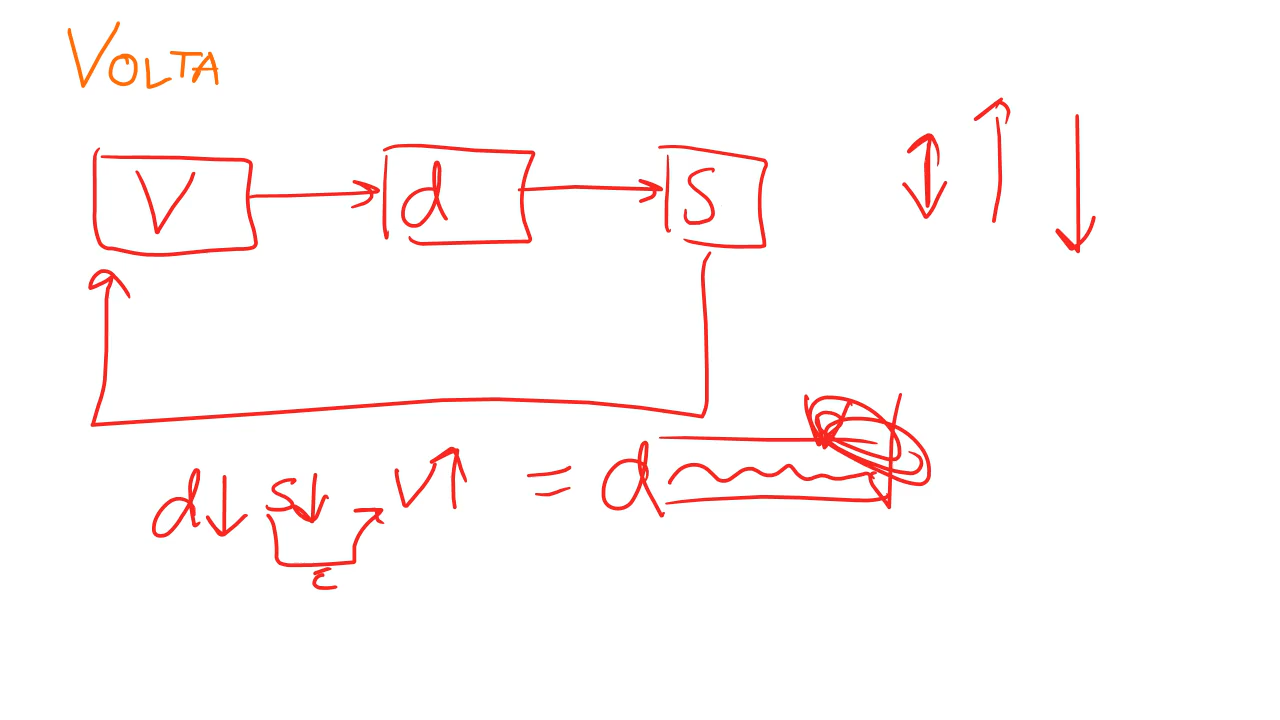 VOLTA
V d S
d↓ s↓ v↑ = d
c